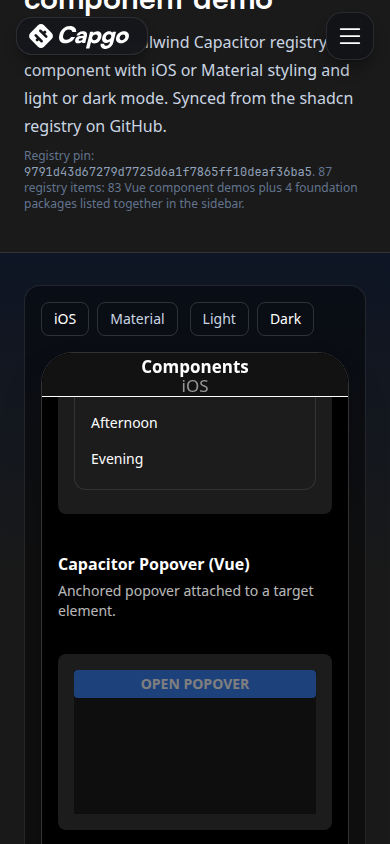 component demo
Capgo
lwind Capacitor registry
component with iOS or Material styling and
light or dark mode. Synced from the shadcn
registry on GitHub.
Registry pin:
9791d43d67279d7725d6a1f7865ff10deaf36ba5. 87
registry items: 83 Vue component demos plus 4 foundation
packages listed together in the sidebar.
iOS
Material
Light
Dark
Components
iOS
Afternoon
Evening
Capacitor Popover (Vue)
Anchored popover attached to a target
element.
OPEN POPOVER